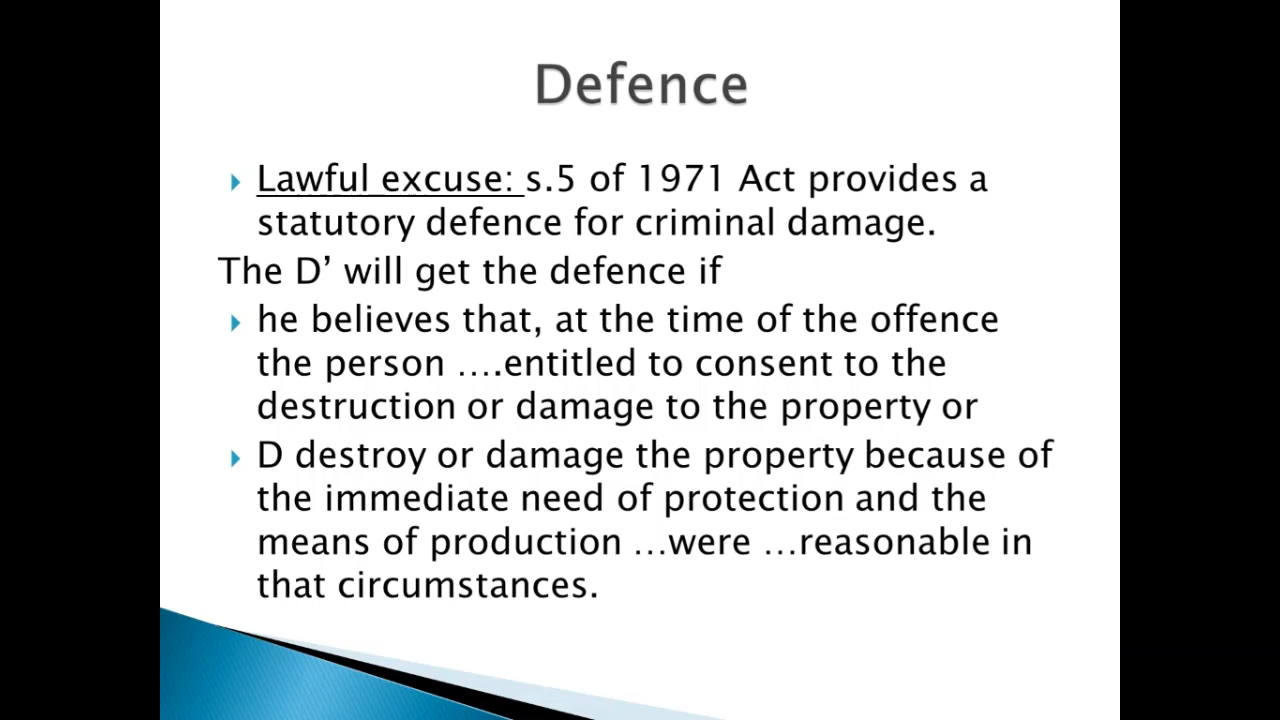 Defence
Lawful excuse: s.5 of 1971 Act provides a
statutory defence for criminal damage.
The D’ will get the defence if
he believes that, at the time of the offence
the person ….entitled to consent to the
destruction or damage to the property or
D destroy or damage the property because of
the immediate need of protection and the
means of production …were …reasonable in
that circumstances.